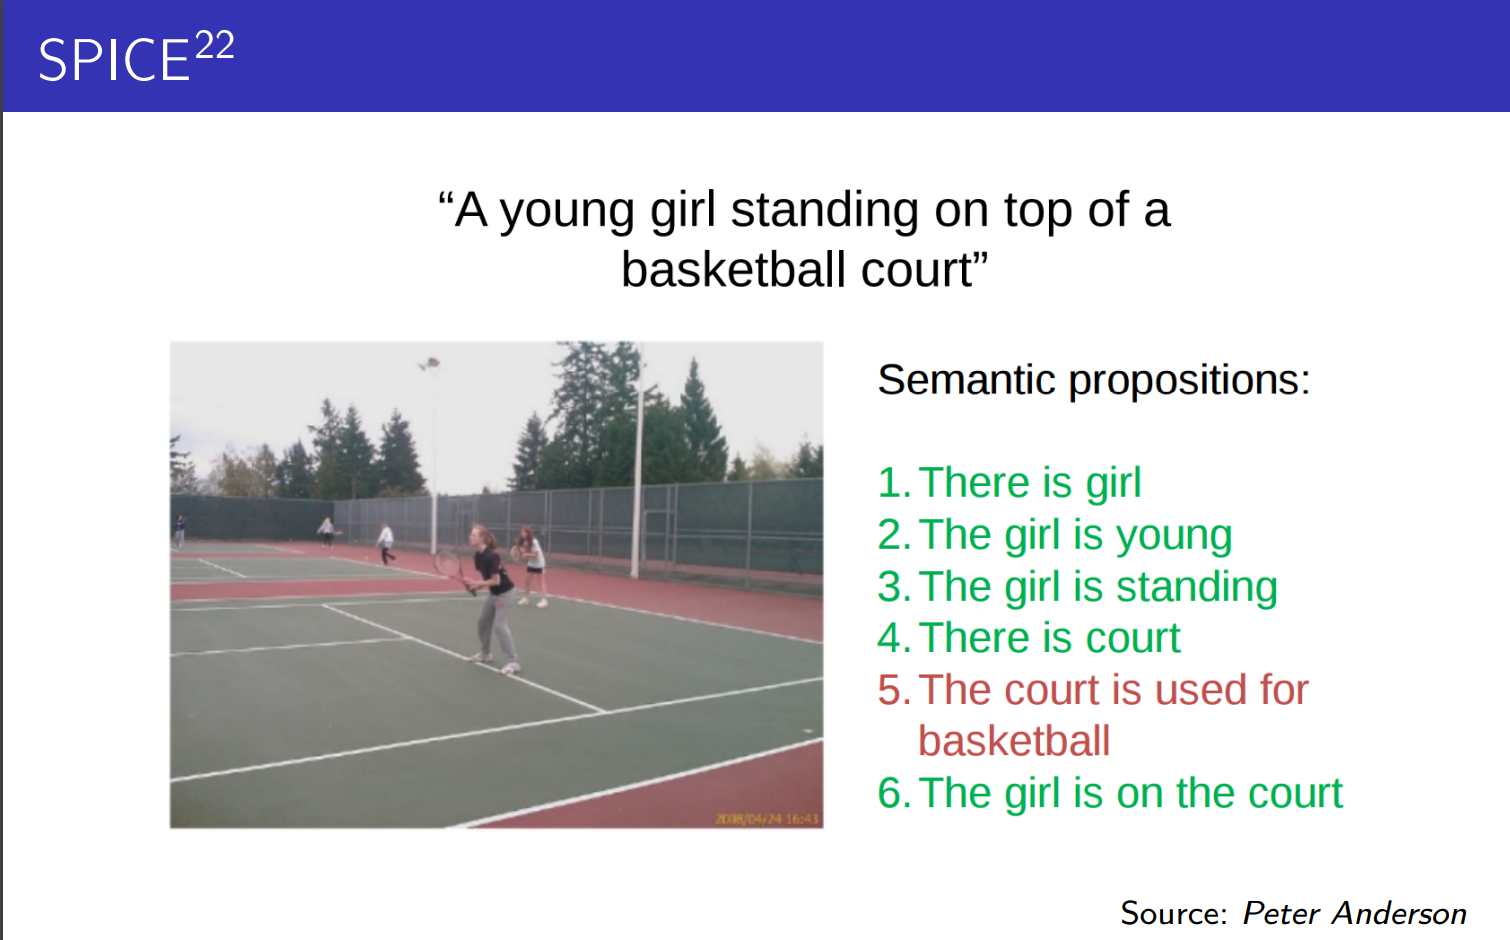 SPICE22
“A young girl standing on top of a
basketball court”
Semantic propositions:
1. There is girl
2. The girl is young
3. The girl is standing
4. There is court
5. The court is used for
basketball
6. The girl is on the court
2008/04/24 16:43
Source: Peter Anderson